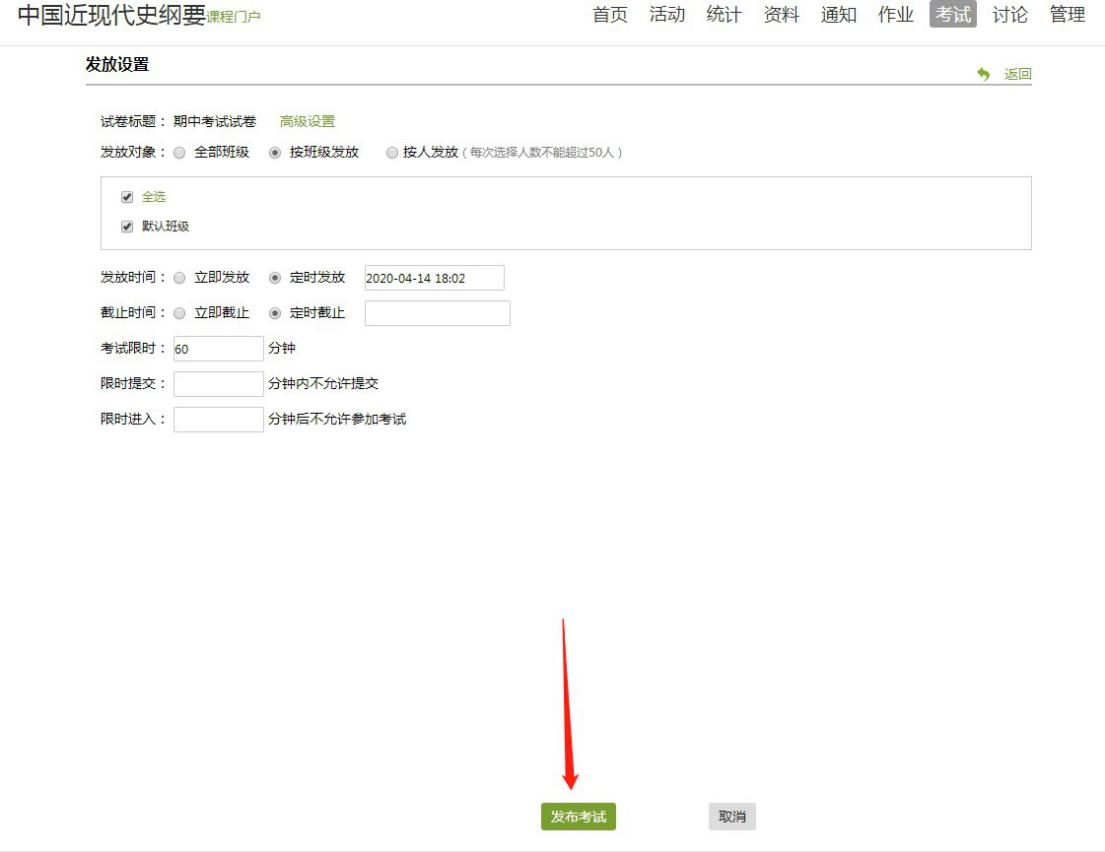 中国近现代史纲要课程门户 首页 活动 统计 资料 通知 作业 考试 讨论 管理
发放设置 返回
试卷标题： 期中考试试卷 高级设置
发放对象： 全部班级 按班级发放 按人发放 ( 每次选择人数不能超过50人 )
全选
默认班级
发放时间： 立即发放 定时发放 2020-04-14 18:02
截止时间： 立即截止 定时截止
考试限时： 60 分钟
限时提交： 分钟内不允许提交
限时进入： 分钟后不允许参加考试
发布考试 取消